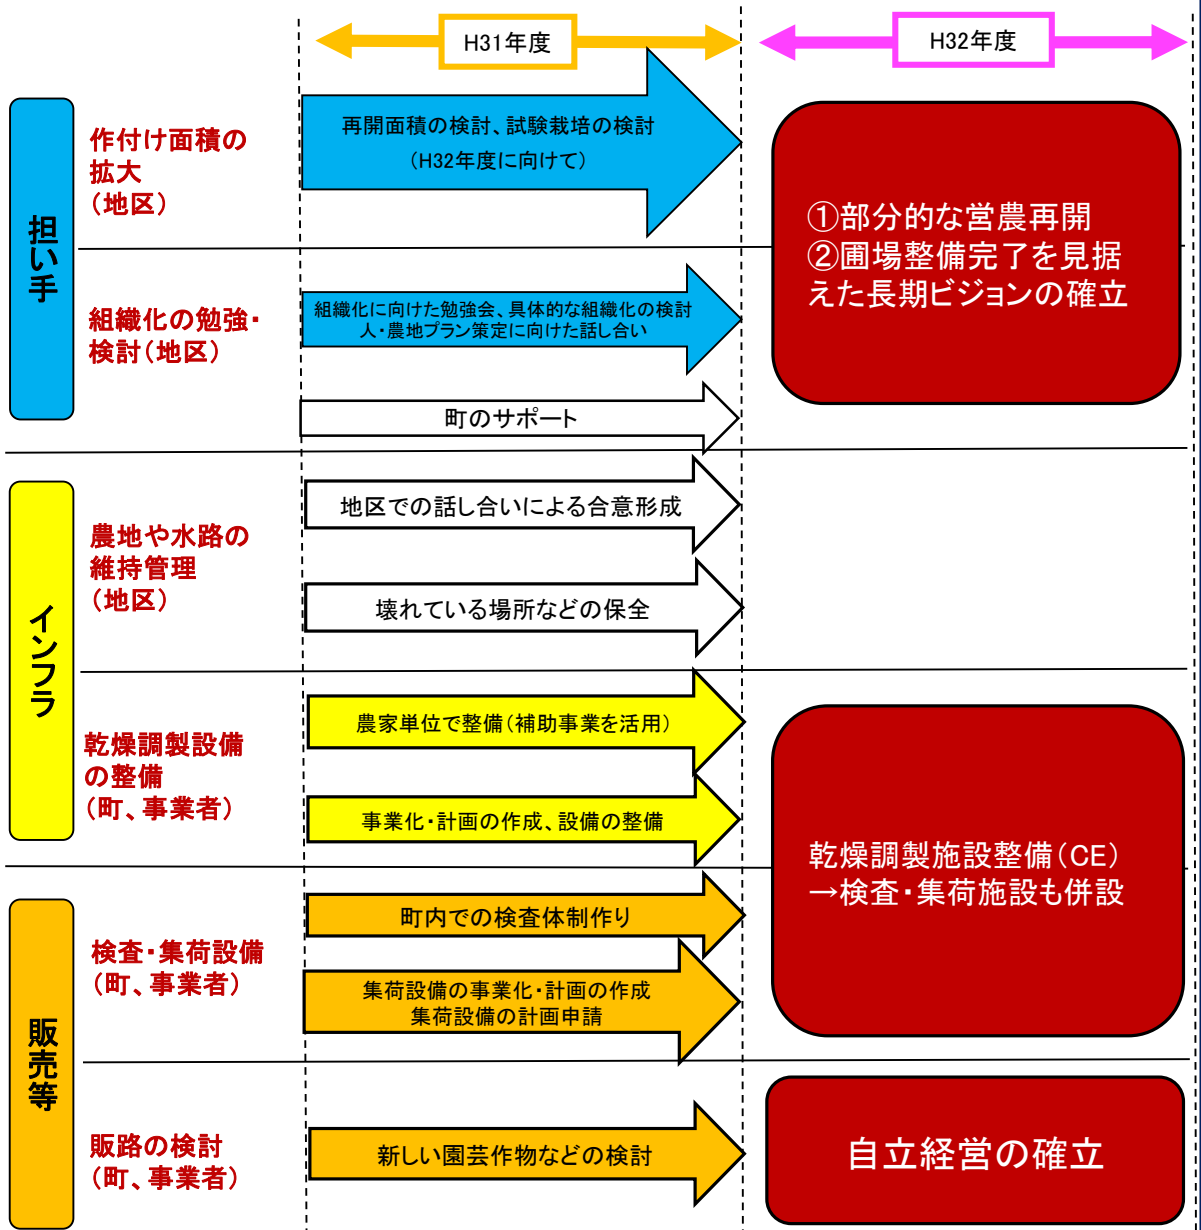 H31年度
H32年度
担い手
作付け面積の
拡大
(地区)
再開面積の検討、試験栽培の検討
(H32年度に向けて)
①部分的な営農再開
②圃場整備完了を見据
えた長期ビジョンの確立
組織化の勉強・
検討(地区)
組織化に向けた勉強会、具体的な組織化の検討
人・農地プラン策定に向けた話し合い
町のサポート
インフラ
農地や水路の
維持管理
(地区)
地区での話し合いによる合意形成
壊れている場所などの保全
乾燥調製設備
の整備
(町、事業者)
農家単位で整備(補助事業を活用)
事業化・計画の作成、設備の整備
乾燥調製施設整備(CE)
→検査・集荷施設も併設
販売等
検査・集荷設備
(町、事業者)
町内での検査体制作り
集荷設備の事業化・計画の作成
集荷設備の計画申請
販路の検討
(町、事業者)
新しい園芸作物などの検討
自立経営の確立